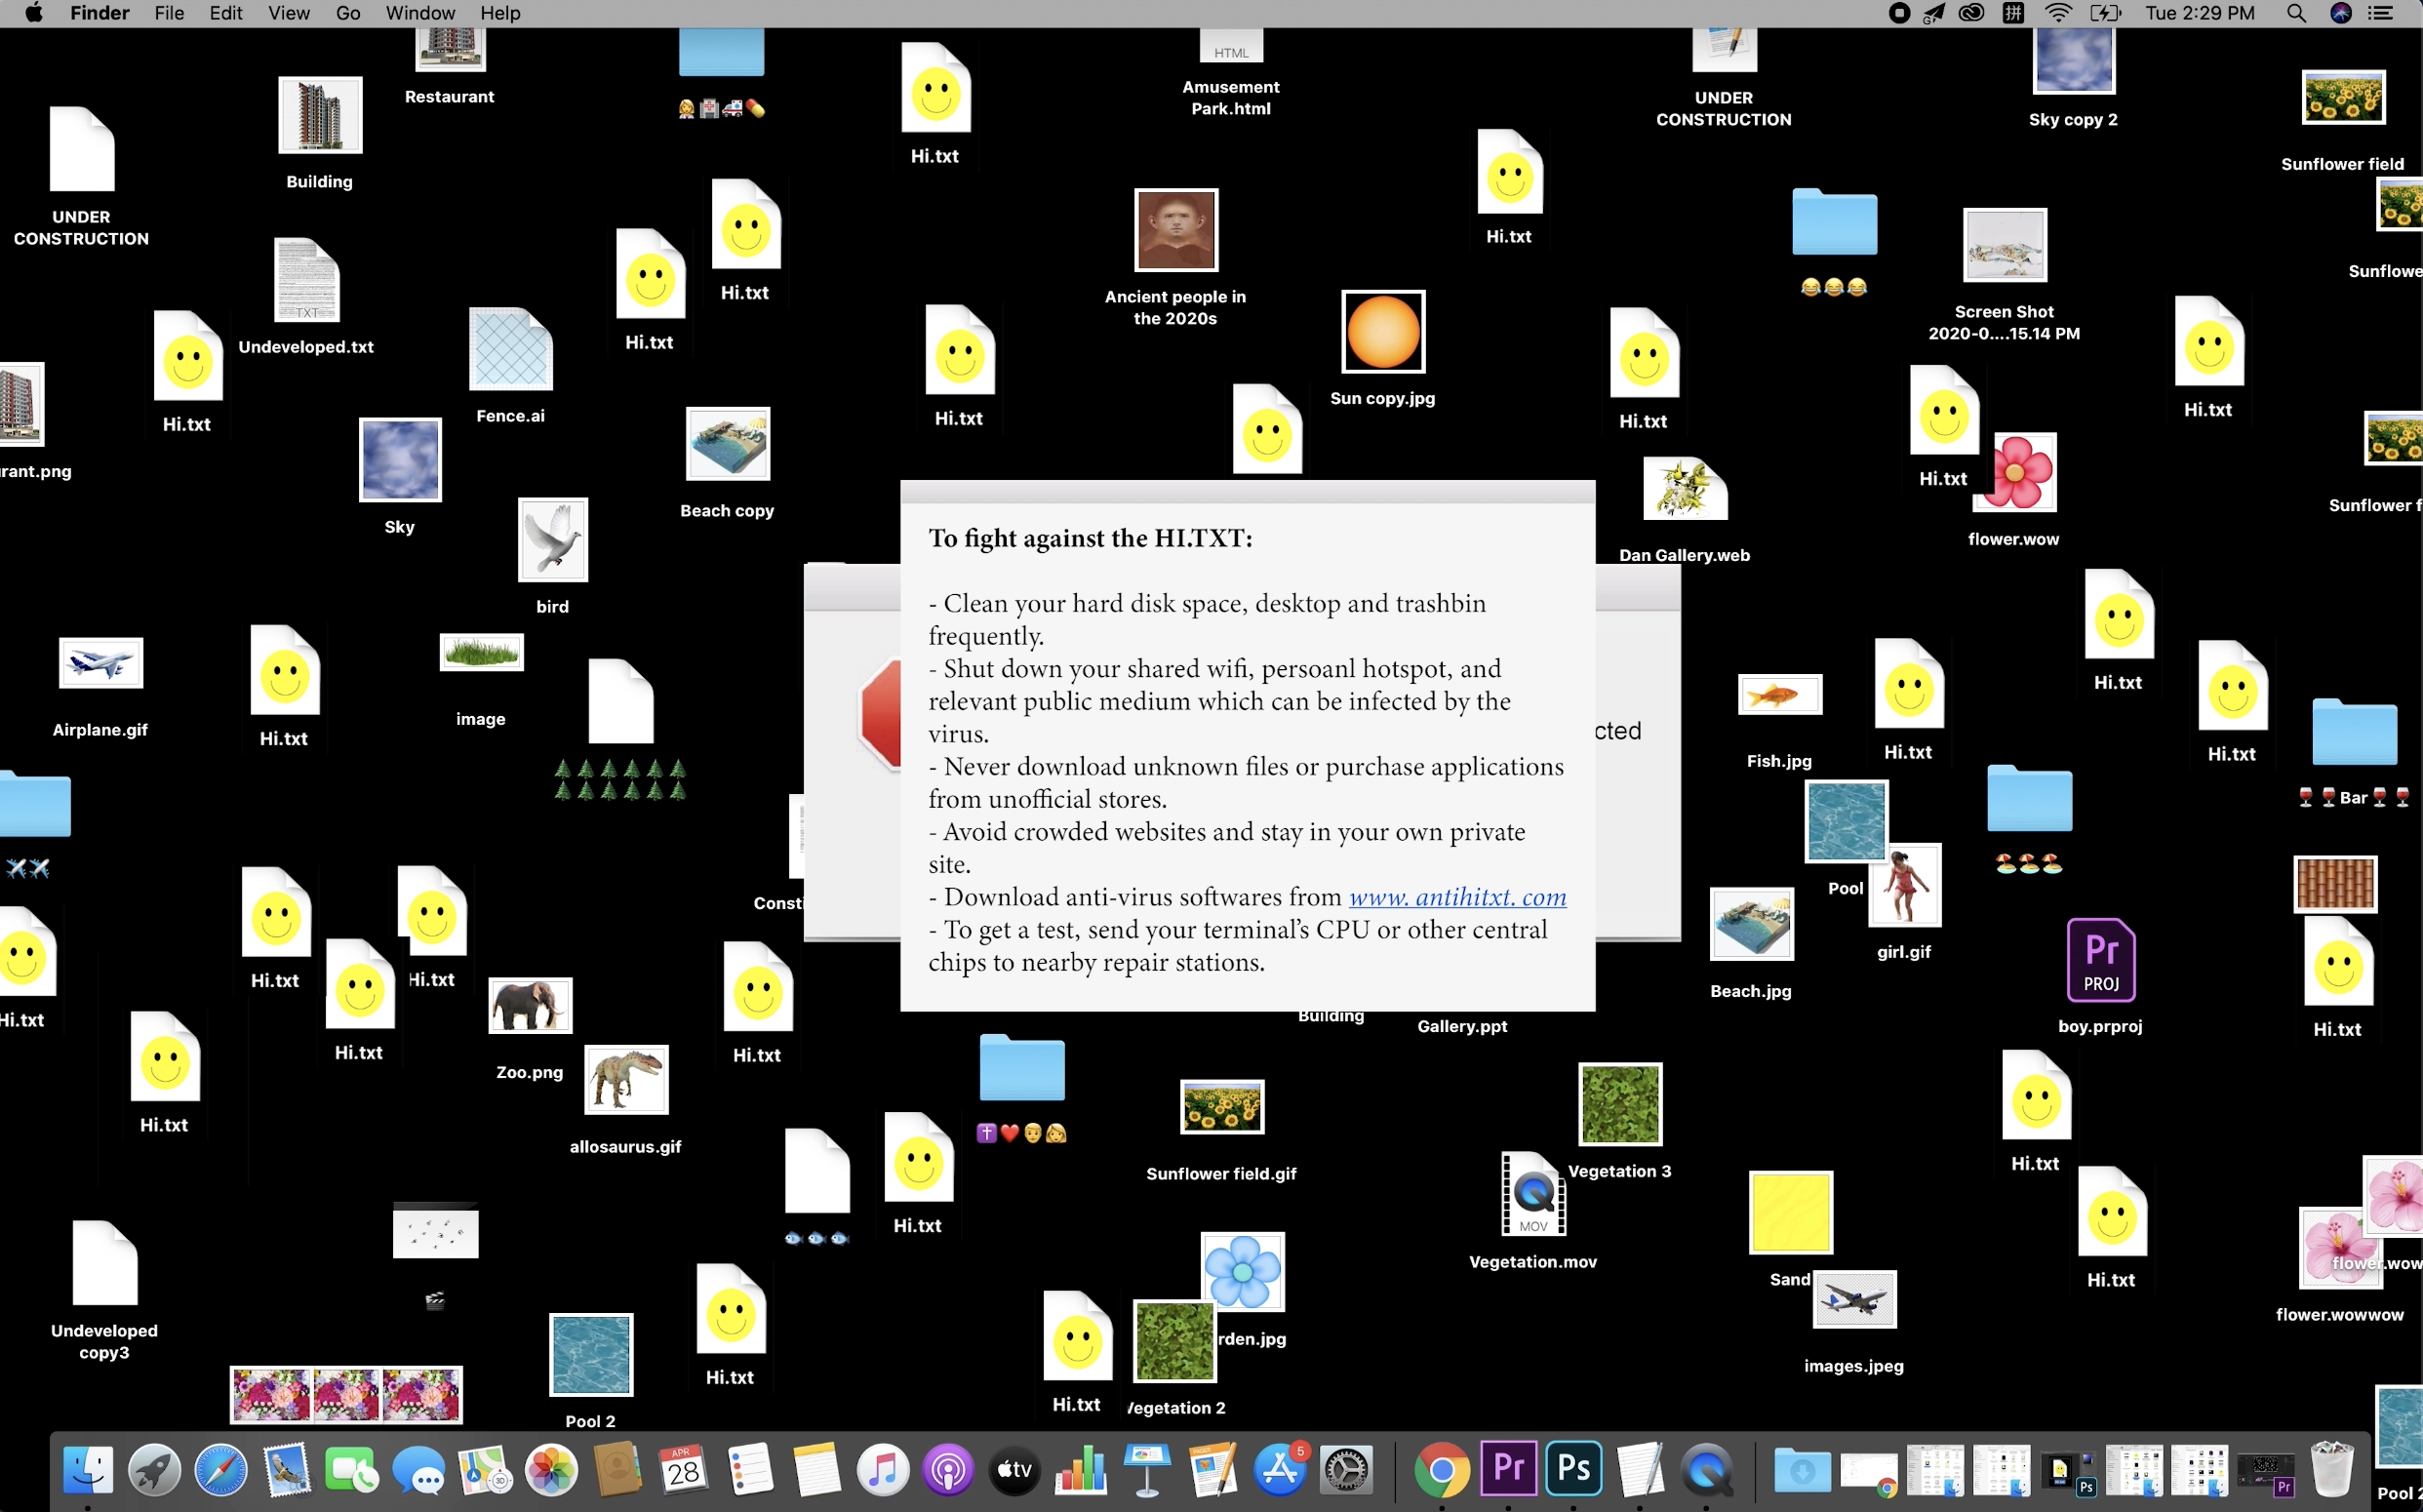 Finder File Edit View Go Window Help Tue 2:29 PM
HTML
Restaurant
Amusement
Park.html
UNDER
CONSTRUCTION
Sky copy 2
Hi.txt
Sunflower field
Building
UNDER
CONSTRUCTION
Hi.txt
Hi.txt
Sunflowe
Ancient people in
the 2020s
TXT
Screen Shot
2020-0....15.14 PM
Undeveloped.txt
Hi.txt
Sun copy.jpg
Hi.txt
Fence.ai
Hi.txt
Hi.txt
Hi.txt
rant.png
Hi.txt
Sunflower f
Beach copy
Sky
flower.wow
Dan Gallery.web
bird
To fight against the HI.TXT:
- Clean your hard disk space, desktop and trashbin
frequently.
- Shut down your shared wifi, persoanl hotspot, and
relevant public medium which can be infected by the
virus.
- Never download unknown files or purchase applications
from unofficial stores.
- Avoid crowded websites and stay in your own private
site.
- Download anti-virus softwares from www. antihitxt. com
- To get a test, send your terminal's CPU or other central
chips to nearby repair stations.
cted
Hi.txt
image
Airplane.gif
Hi.txt
Hi.txt
Hi.txt
Fish.jpg
Bar
Pool
Consti
girl.gif
Hi.txt
Hi.txt
Beach.jpg
Pr
PROJ
Hi.txt
Building
Gallery.ppt
boy.prproj
Hi.txt
Hi.txt
Hi.txt
Zoo.png
Hi.txt
allosaurus.gif
Hi.txt
Sunflower field.gif
Vegetation 3
Hi.txt
Hi.txt
MOV
Vegetation.mov
Sand
Hi.txt
flower.wow
flower.wowwow
Undeveloped
copy3
rden.jpg
images.jpeg
Hi.txt
Hi.txt
Vegetation 2
Pool 2
APR
28
3D
tv
PAGES
5
Pr
Ps
Ps
Pr
Pool 2